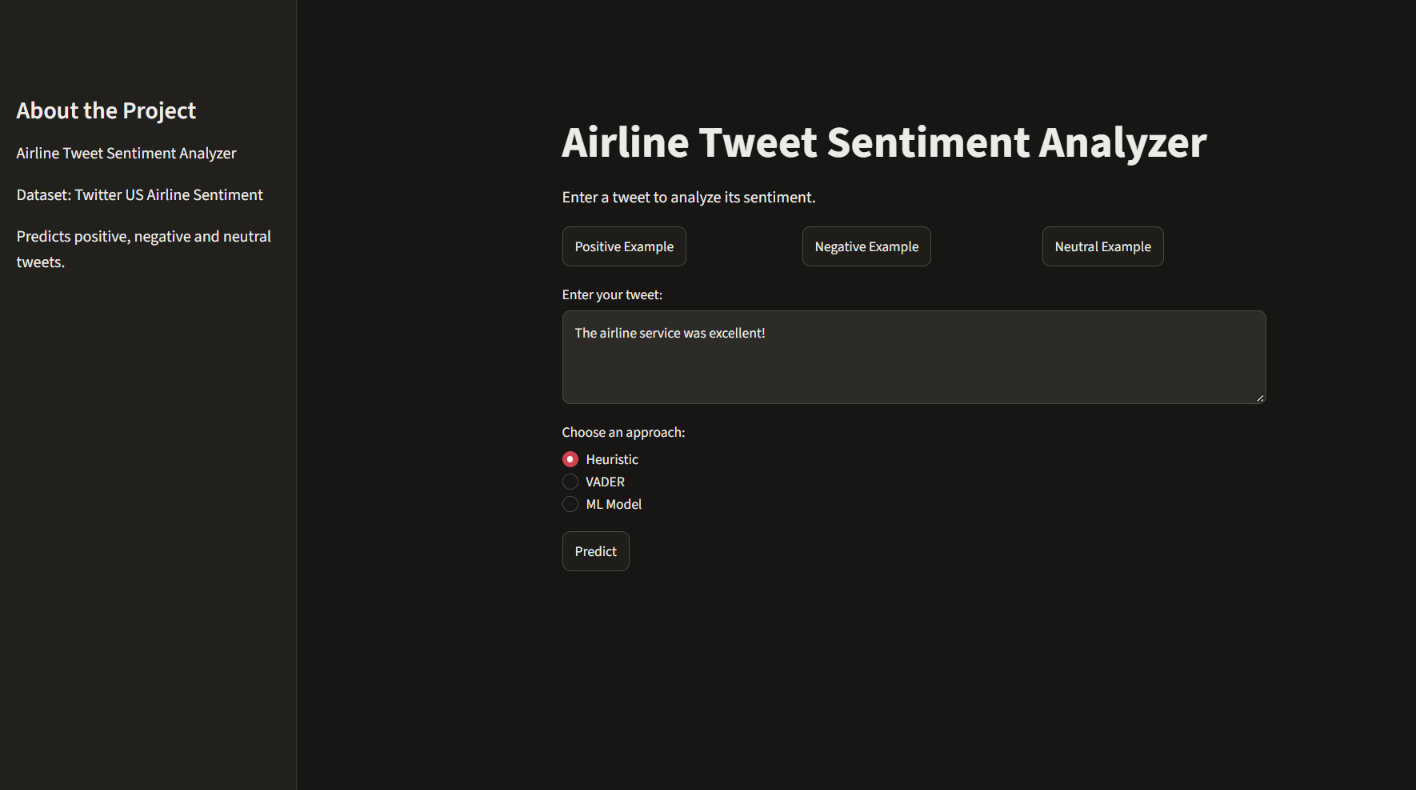 About the Project
Airline Tweet Sentiment Analyzer
Dataset: Twitter US Airline Sentiment
Predicts positive, negative and neutral
tweets.
Airline Tweet Sentiment Analyzer
Enter a tweet to analyze its sentiment.
Positive Example
Negative Example
Neutral Example
Enter your tweet:
The airline service was excellent!
Choose an approach:
Heuristic
VADER
ML Model
Predict